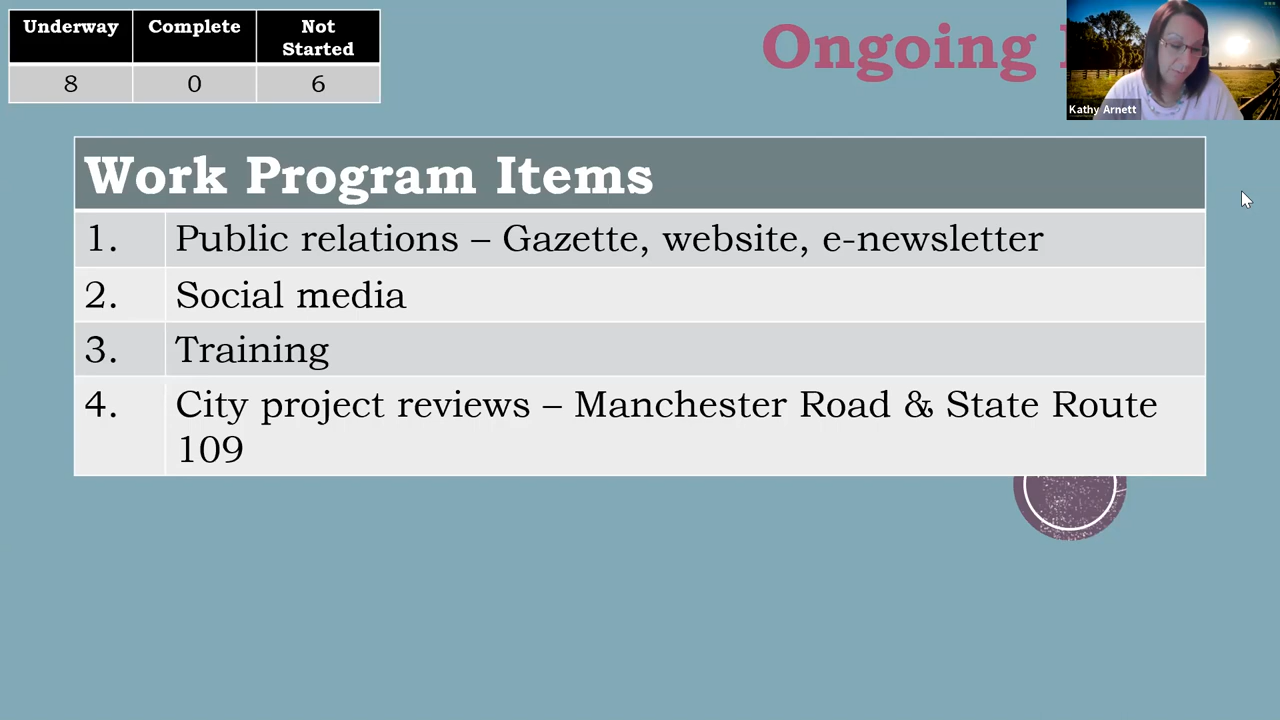 Underway Complete Not Started
8 0 6
Ongoing
Kathy Arnett
Work Program Items
1. Public relations – Gazette, website, e-newsletter
2. Social media
3. Training
4. City project reviews – Manchester Road & State Route
109